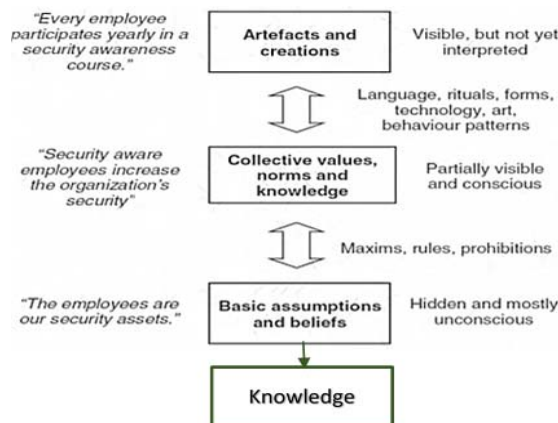 "Every employee
participates yearly in a
security awareness
course."
Artefacts and
creations
Visible, but not yet
interpreted
Language, rituals, forms,
technology, art,
behaviour patterns
"Security aware
employees increase
the organization's
security"
Collective values,
norms and
knowledge
Partially visible
and conscious
Maxims, rules, prohibitions
"The employees are
our security assets."
Basic assumptions
and beliefs
Hidden and mostly
unconscious
Knowledge